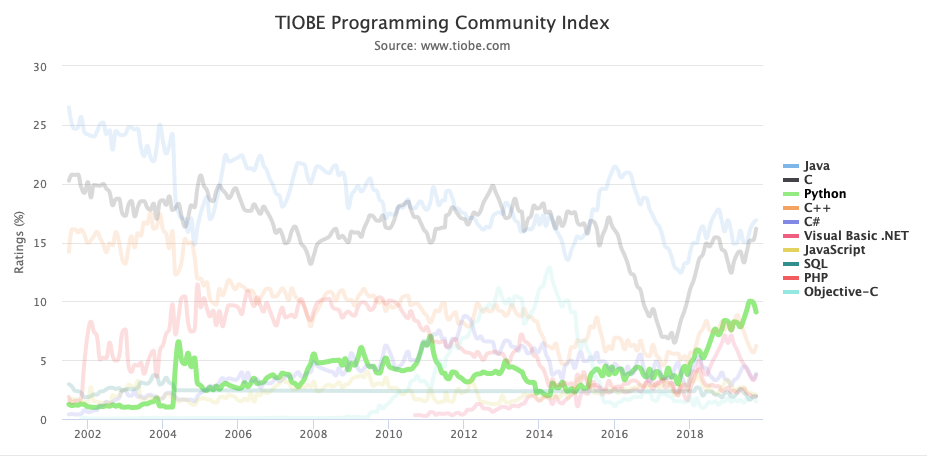 TIOBE Programming Community Index
Source: www.tiobe.com
Ratings (%)
30
25
20
15
10
5
0
2002 2004 2006 2008 2010 2012 2014 2016 2018
Java
C
Python
C++
C#
Visual Basic .NET
JavaScript
SQL
PHP
Objective-C